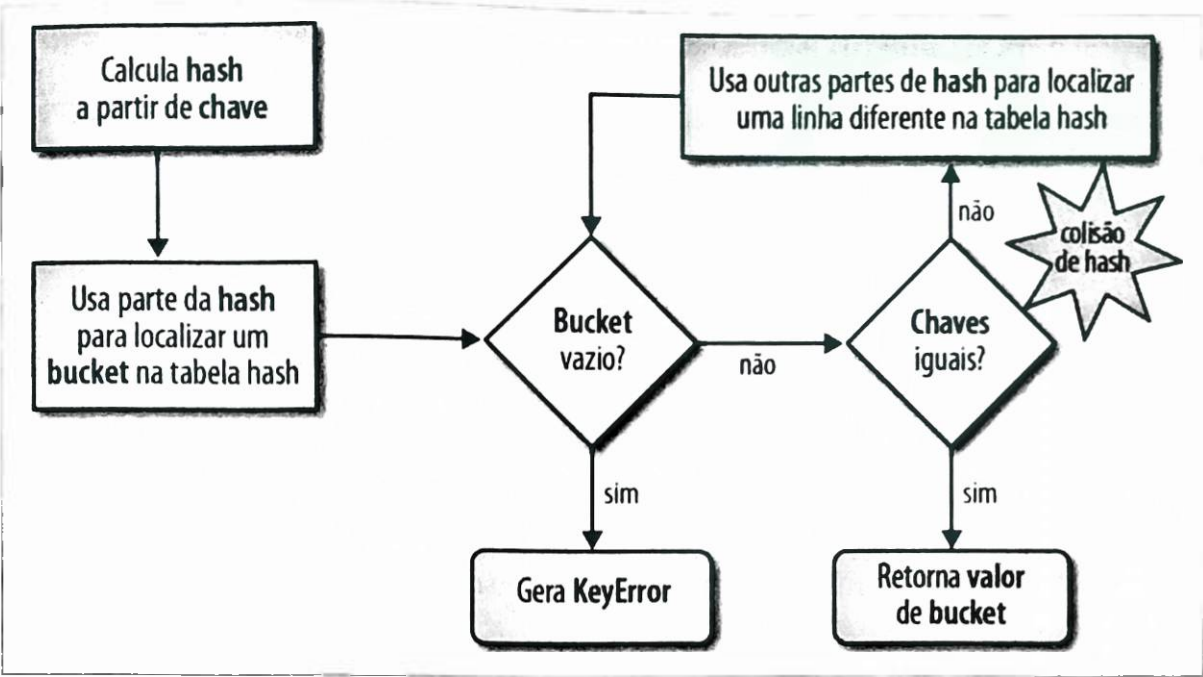 Calcula hash
a partir de chave
Usa parte da hash
para localizar um
bucket na tabela hash
Bucket
vazio?
sim
Gera KeyError
não
Chaves
iguais?
sim
Retorna valor
de bucket
não
colisão
de hash
Usa outras partes de hash para localizar
uma linha diferente na tabela hash